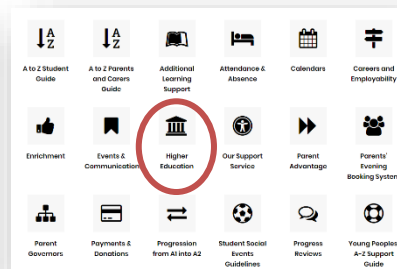 A to Z Student
Guide
A to Z Parents
and Carers
Guide
Additional
Learning
Support
Attendance &
Absence
Calendars
Careers and
Employability
Enrichment
Events &
Communication
Higher
Education
Our Support
Service
Parent
Advantage
Parents'
Evening
Booking System
Parent
Governors
Payments &
Donations
Progression
from A1 into A2
Student Social
Events
Guidelines
Progress
Reviews
Young Peoples
A-Z Support
Guide